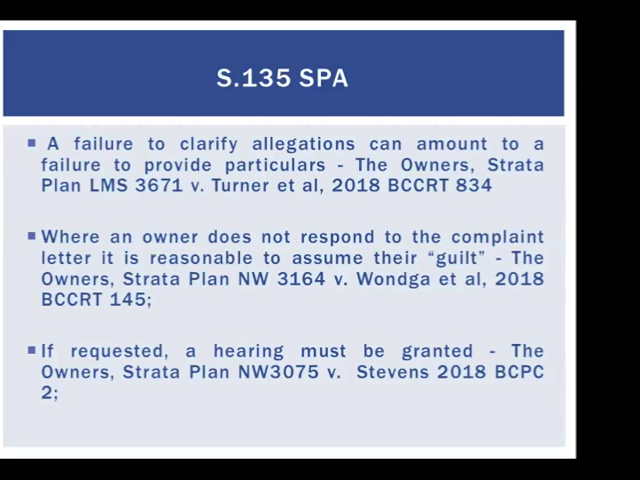 S.135 SPA
▪ A failure to clarify allegations can amount to a
failure to provide particulars - The Owners, Strata
Plan LMS 3671 v. Turner et al, 2018 BCCRT 834
▪ Where an owner does not respond to the complaint
letter it is reasonable to assume their “guilt” - The
Owners, Strata Plan NW 3164 v. Wondga et al, 2018
BCCRT 145;
▪ If requested, a hearing must be granted - The
Owners, Strata Plan NW3075 v. Stevens 2018 BCPC
2;